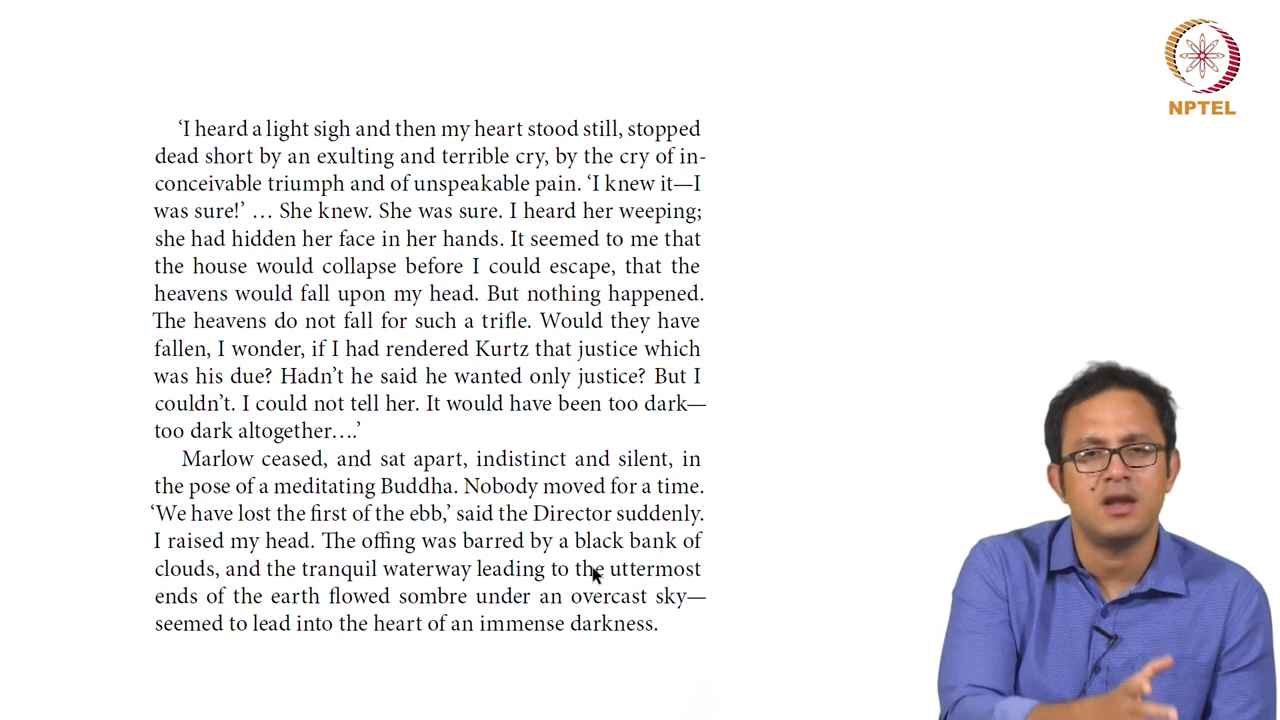 ‘I heard a light sigh and then my heart stood still, stopped
dead short by an exulting and terrible cry, by the cry of in-
conceivable triumph and of unspeakable pain. ‘I knew it—I
was sure!’ … She knew. She was sure. I heard her weeping;
she had hidden her face in her hands. It seemed to me that
the house would collapse before I could escape, that the
heavens would fall upon my head. But nothing happened.
The heavens do not fall for such a trifle. Would they have
fallen, I wonder, if I had rendered Kurtz that justice which
was his due? Hadn’t he said he wanted only justice? But I
couldn’t. I could not tell her. It would have been too dark—
too dark altogether….’
Marlow ceased, and sat apart, indistinct and silent, in
the pose of a meditating Buddha. Nobody moved for a time.
‘We have lost the first of the ebb,’ said the Director suddenly.
I raised my head. The offing was barred by a black bank of
clouds, and the tranquil waterway leading to the uttermost
ends of the earth flowed sombre under an overcast sky—
seemed to lead into the heart of an immense darkness.
NPTEL